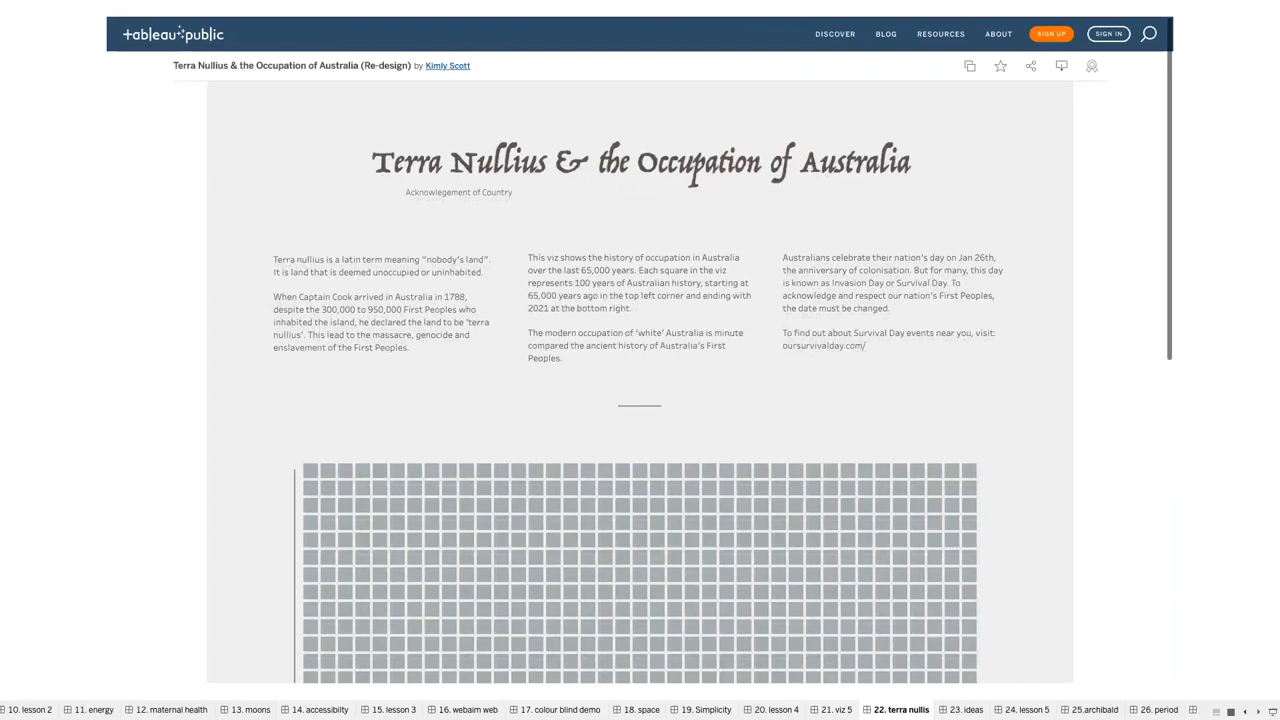 +ableau public
DISCOVER BLOG RESOURCES ABOUT SIGN UP SIGN IN
Terra Nullius & the Occupation of Australia (Re-design) by Kimly Scott
Terra Nullius & the Occupation of Australia
Acknowlegement of Country
Terra nullius is a latin term meaning "nobody's land".
It is land that is deemed unoccupied or uninhabited.
When Captain Cook arrived in Australia in 1788,
despite the 300,000 to 950,000 First Peoples who
inhabited the island, he declared the land to be 'terra
nullius'. This lead to the massacre, genocide and
enslavement of the First Peoples.
This viz shows the history of occupation in Australia
over the last 65,000 years. Each square in the viz
represents 100 years of Australian history, starting at
65,000 years ago in the top left corner and ending with
2021 at the bottom right.
The modern occupation of 'white' Australia is minute
compared the ancient history of Australia's First
Peoples.
Australians celebrate their nation's day on Jan 26th,
the anniversary of colonisation. But for many, this day
is known as Invasion Day or Survival Day. To
acknowledge and respect our nation's First Peoples,
the date must be changed.
To find out about Survival Day events near you, visit:
oursurvivalday.com/
10. lesson 2 11. energy 12. maternal health 13. moons 14. accessibilty 15. lesson 3 16. webaim web 17. colour blind demo 18. space 19. Simplicity 20. lesson 4 21. viz 5 22. terra nullis 23. ideas 24. lesson 5 25.archibald 26. period